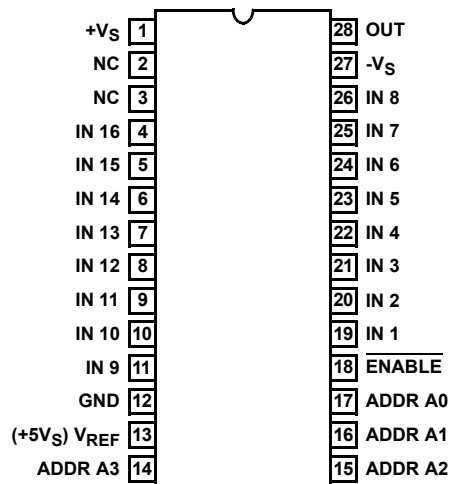 +VS 1 28 OUT
NC 2 27 -VS
NC 3 26 IN 8
IN 16 4 25 IN 7
IN 15 5 24 IN 6
IN 14 6 23 IN 5
IN 13 7 22 IN 4
IN 12 8 21 IN 3
IN 11 9 20 IN 2
IN 10 10 19 IN 1
IN 9 11 18 ENABLE
GND 12 17 ADDR A0
(+5VS) VREF 13 16 ADDR A1
ADDR A3 14 15 ADDR A2